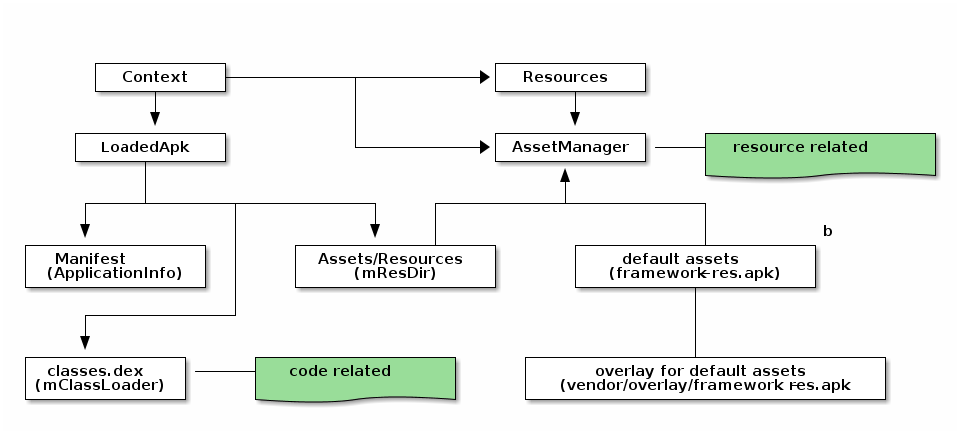 Context
Resources
LoadedApk
AssetManager
resource related
b
Manifest
(ApplicationInfo)
Assets/Resources
(mResDir)
default assets
(framework-res.apk)
classes.dex
(mClassLoader)
code related
overlay for default assets
(vendor/overlay/framework-res.apk